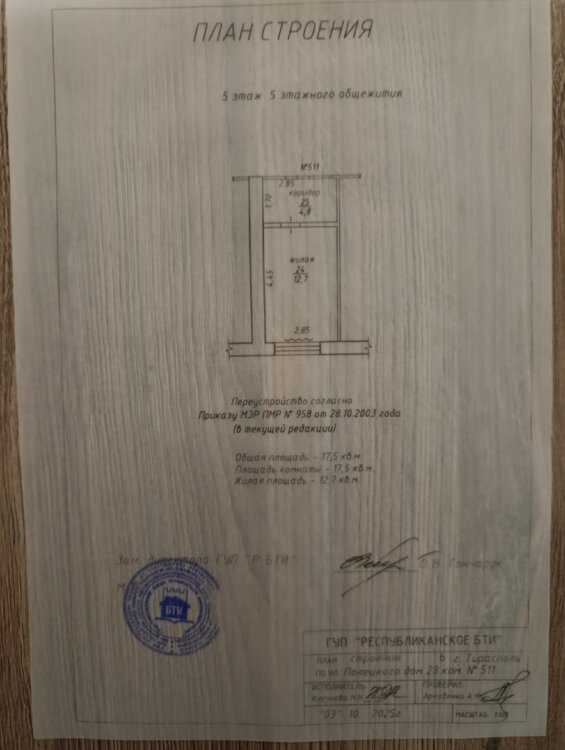 ПЛАН СТРОЕНИЯ
5 этаж 5 этажного общежития
№511
2,85
коридор
1,70
25
4,8
жилая
24
12,7
4,45
2,85
Переустройство согласно
Приказу МЭР ПМР № 958 от 28.10.2003 года
(в текущей редакции)
Общая площадь - 17,5 кв.м.
Площадь комнаты - 17,5 кв.м.
Жилая площадь - 12,7 кв.м.
Зам. директора ГУП "Р БТИ"
В.В. Гончарук
М
БТИ
ГУП "РЕСПУБЛИКАНСКОЕ БТИ"
ПЛАН строения в г. Тирасполь
по ул. Полецкого дом 28 ком. № 511
ИСПОЛНИТЕЛЬ
ПРОВЕРИЛ
Клочкова Н.Н.
"03" 10 2025г.
МАСШТАБ: 1:100